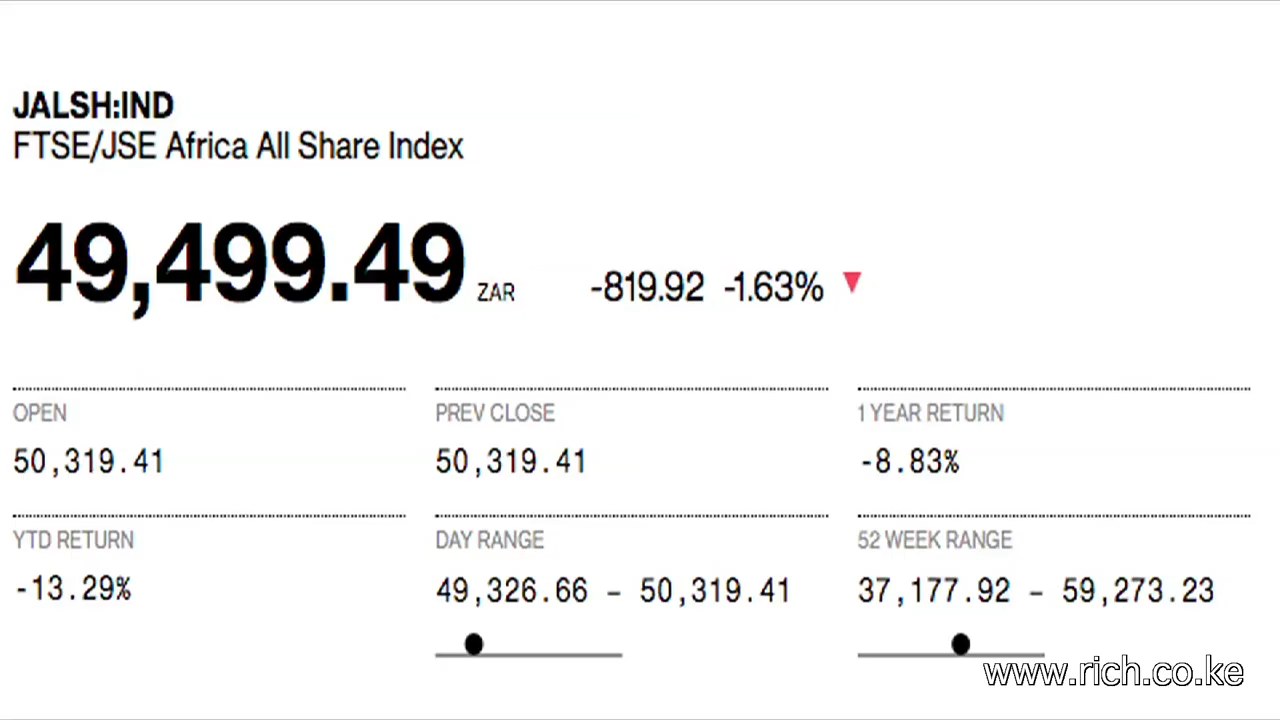 JALSH:IND
FTSE/JSE Africa All Share Index
49,499.49 ZAR -819.92 -1.63%
OPEN PREV CLOSE 1 YEAR RETURN
50,319.41 50,319.41 -8.83%
YTD RETURN DAY RANGE 52 WEEK RANGE
-13.29% 49,326.66 – 50,319.41 37,177.92 – 59,273.23
www.rich.co.ke